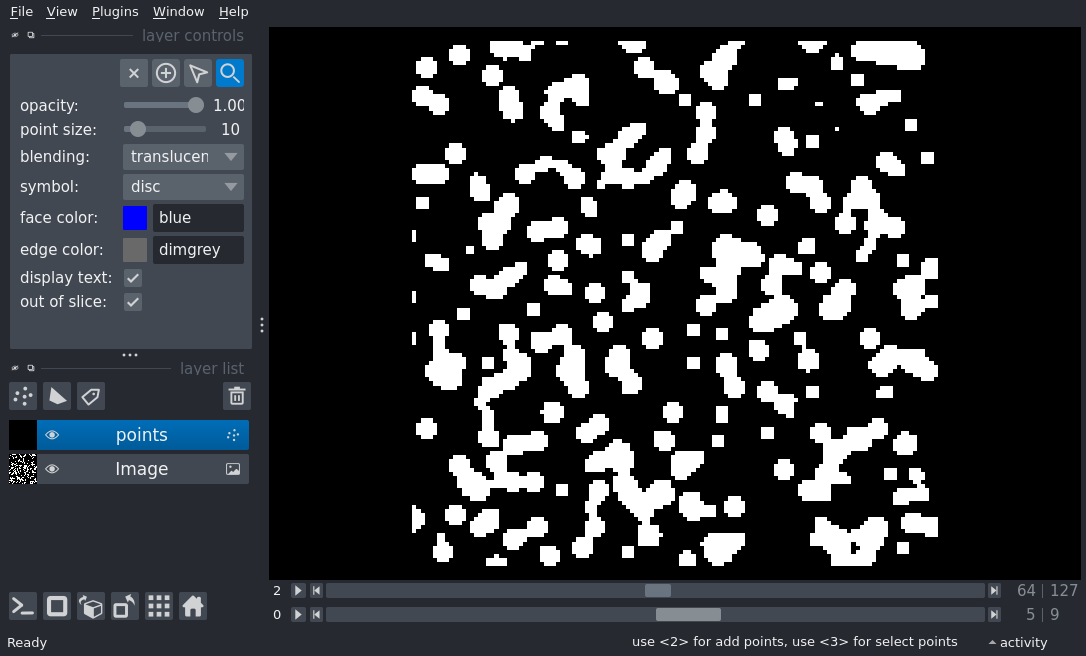 File View Plugins Window Help
layer controls
opacity: 1.00
point size: 10
blending: translucen
symbol: disc
face color: blue
edge color: dimgrey
display text:
out of slice:
layer list
points
Image
2 64 | 127
0 5 | 9
Ready use <2> for add points, use <3> for select points activity